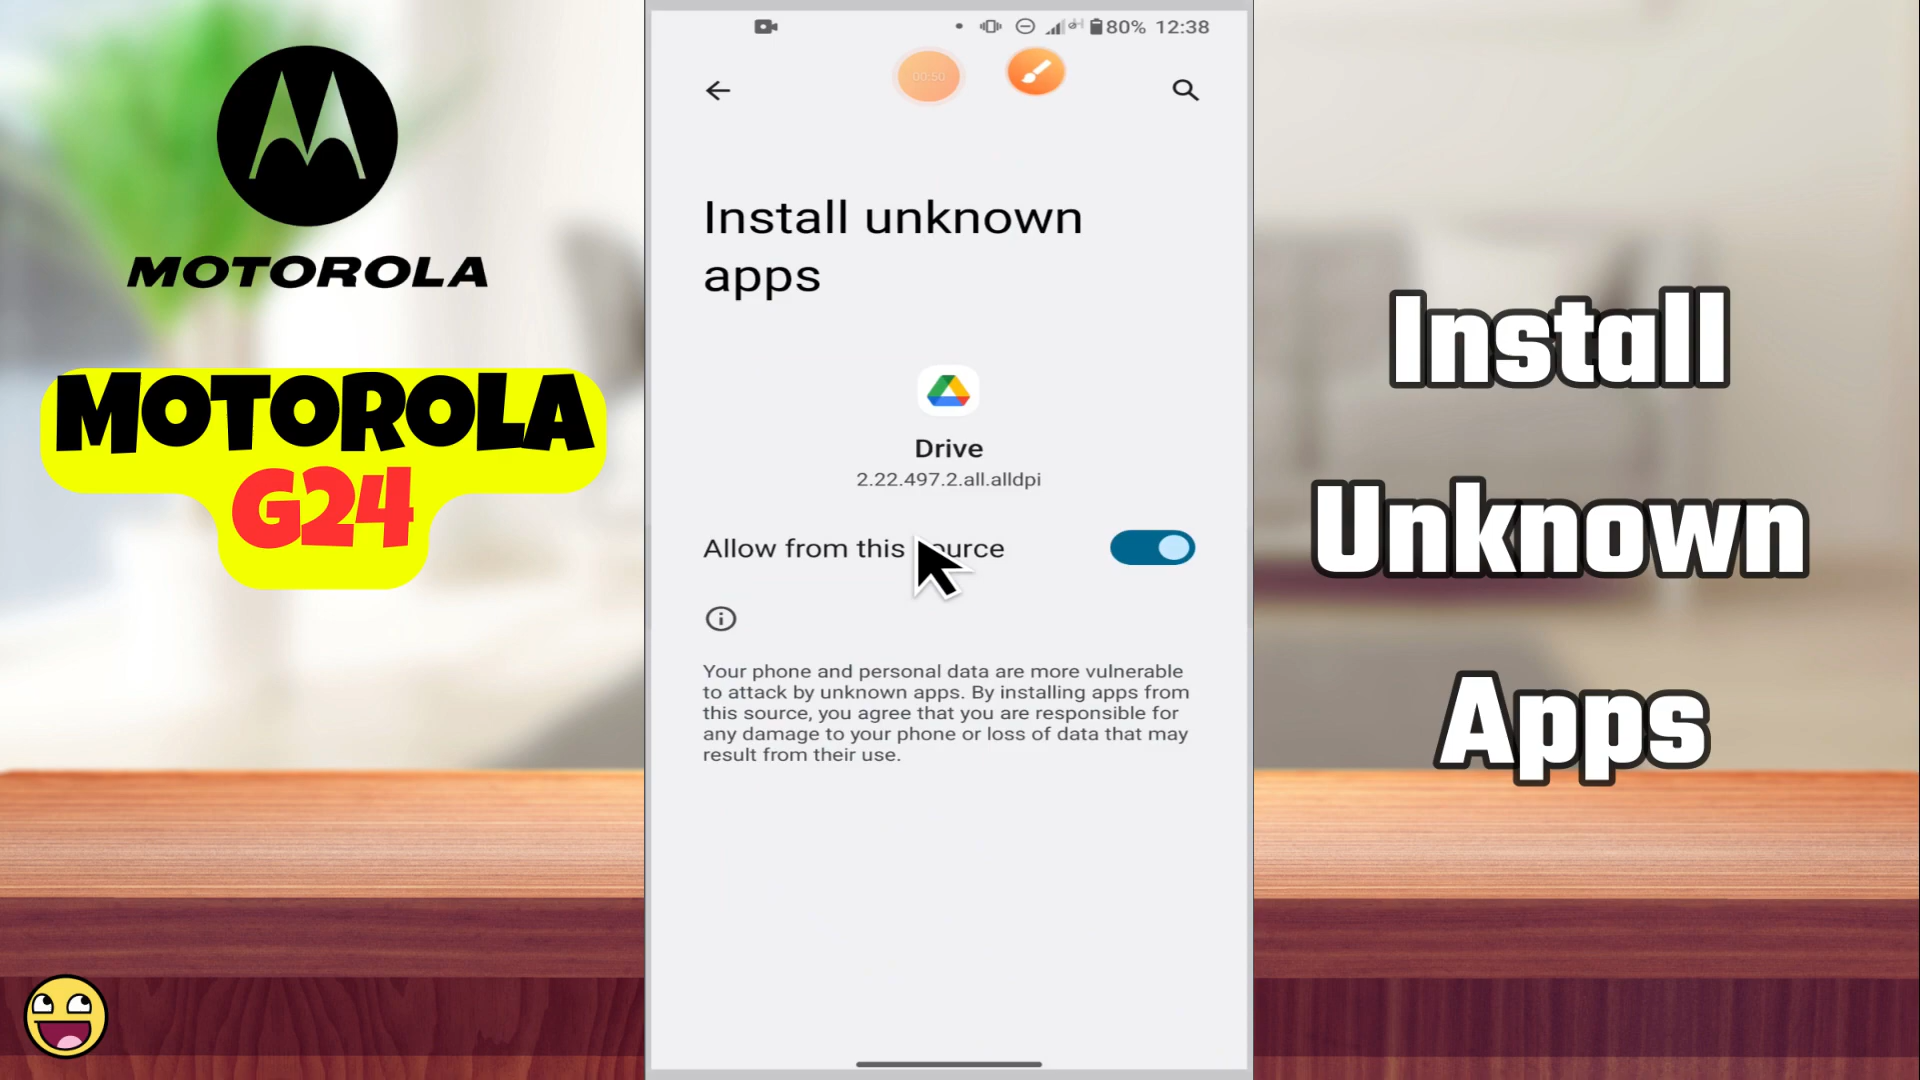 MOTOROLA
MOTOROLA
G24
80% 12:38
00:50
Install unknown
apps
Drive
2.22.497.2.all.alldpi
Allow from this
Your phone and personal data are more vulnerable
to attack by unknown apps. By installing apps from
this source, you agree that you are responsible for
any damage to your phone or loss of data that may
result from their use.
Install
Unknown
Apps